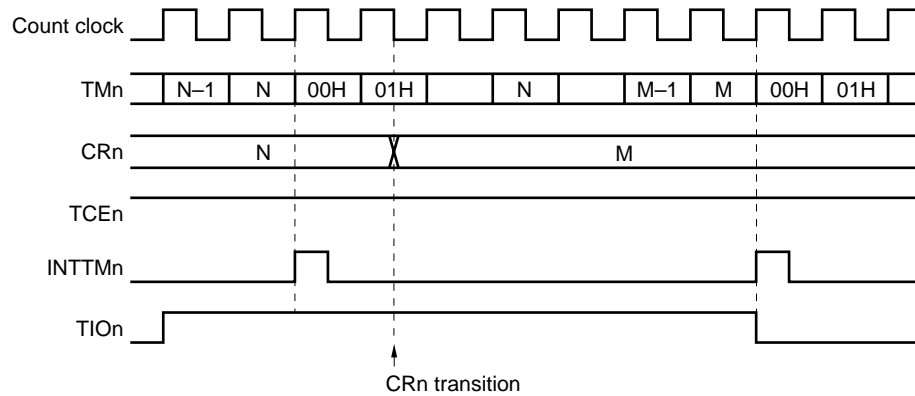 Count clock
TMn N–1 N 00H 01H N M–1 M 00H 01H
CRn N M
TCEn
INTTMn
TIOn
CRn transition